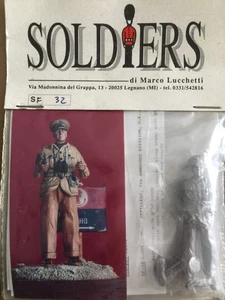 SOLDIERS
di Marco Lucchetti
Via Madonnina del Grappa, 13 - 20025 Legnano (MI) - tel. 0331/542816
SF 32